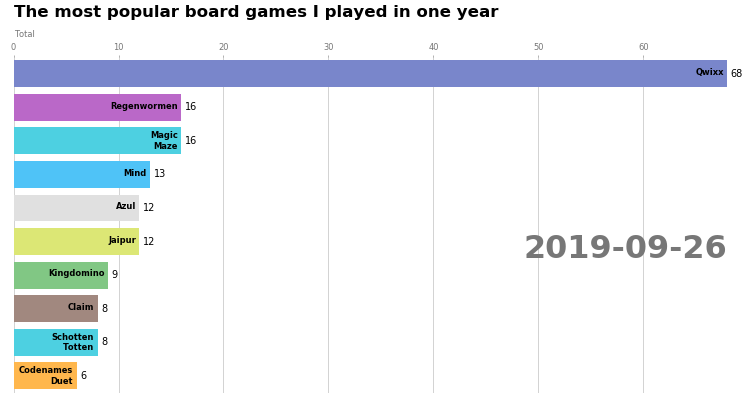 The most popular board games I played in one year
Total
0 10 20 30 40 50 60
Qwixx 68
Regenwormen 16
Magic
Maze 16
Mind 13
Azul 12
Jaipur 12
2019-09-26
Kingdomino 9
Claim 8
Schotten
Totten 8
Codenames
Duet 6